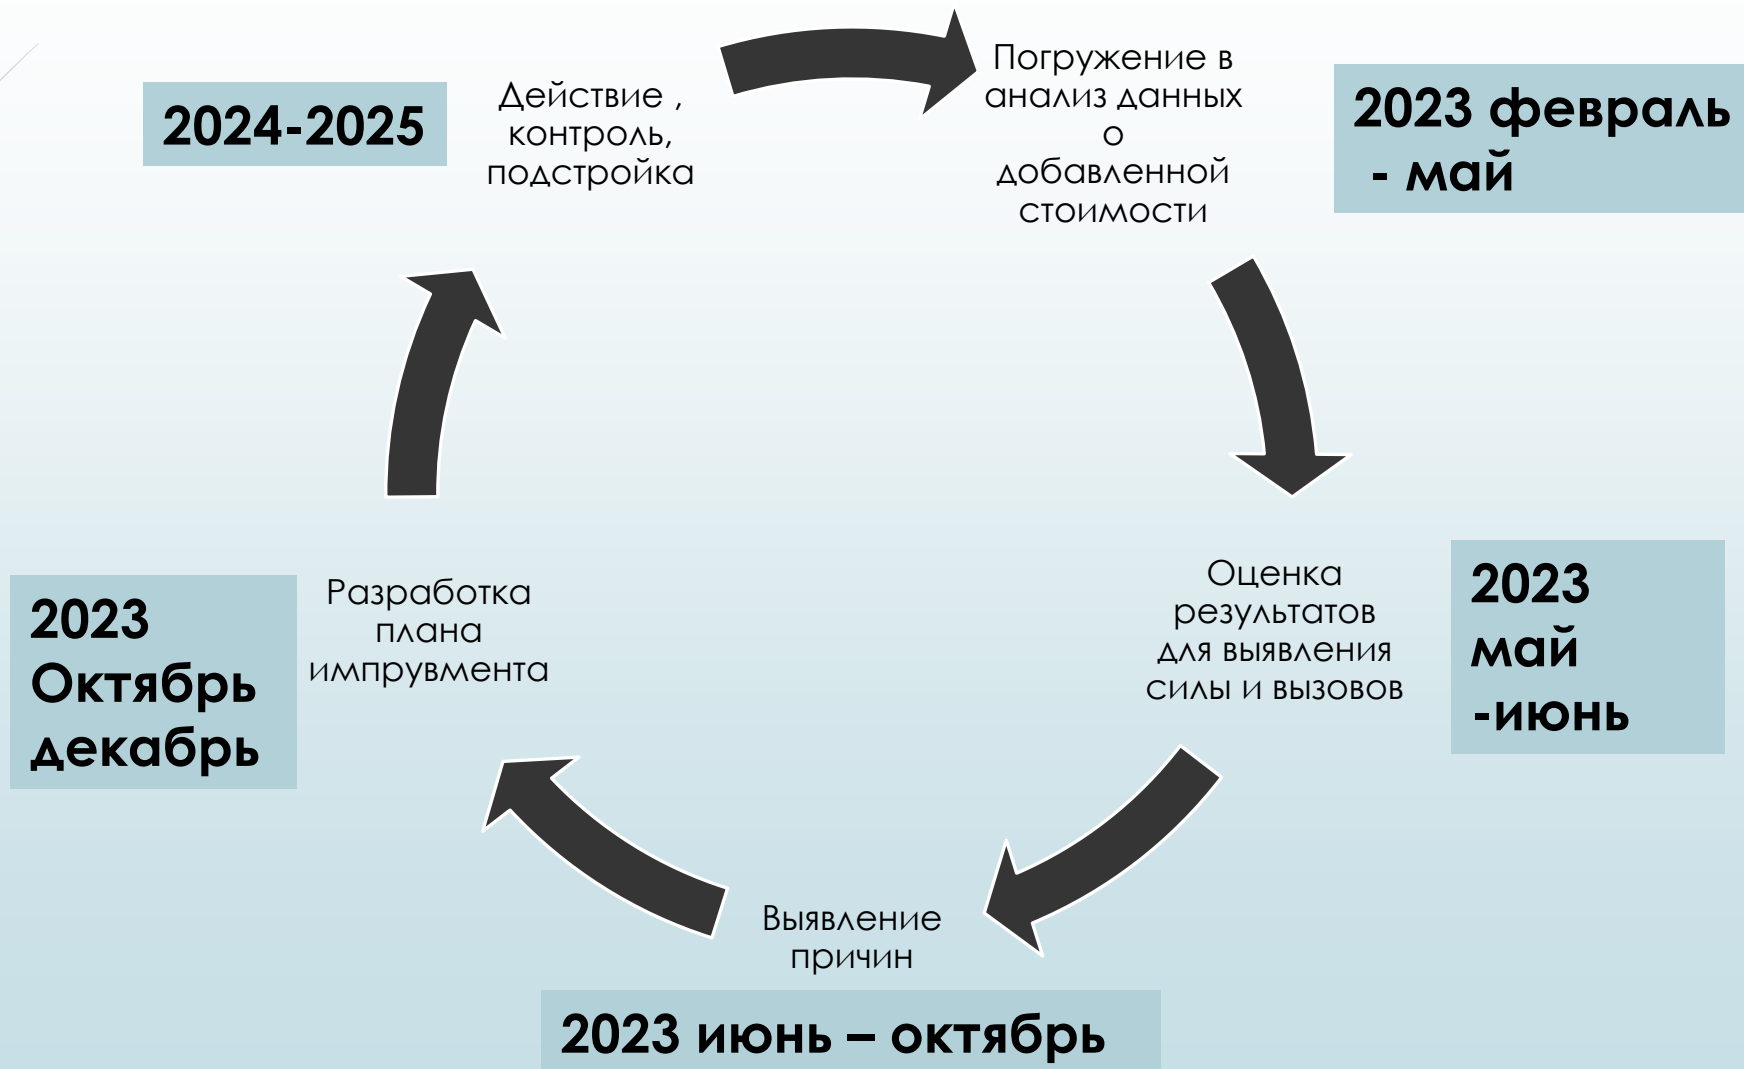 2024-2025
Действие ,
контроль,
подстройка
Погружение в
анализ данных
о
добавленной
стоимости
2023 февраль
- май
Оценка
результатов
для выявления
силы и вызовов
2023
май
-июнь
Выявление
причин
2023 июнь – октябрь
Разработка
плана
импрувмента
2023
Октябрь
декабрь